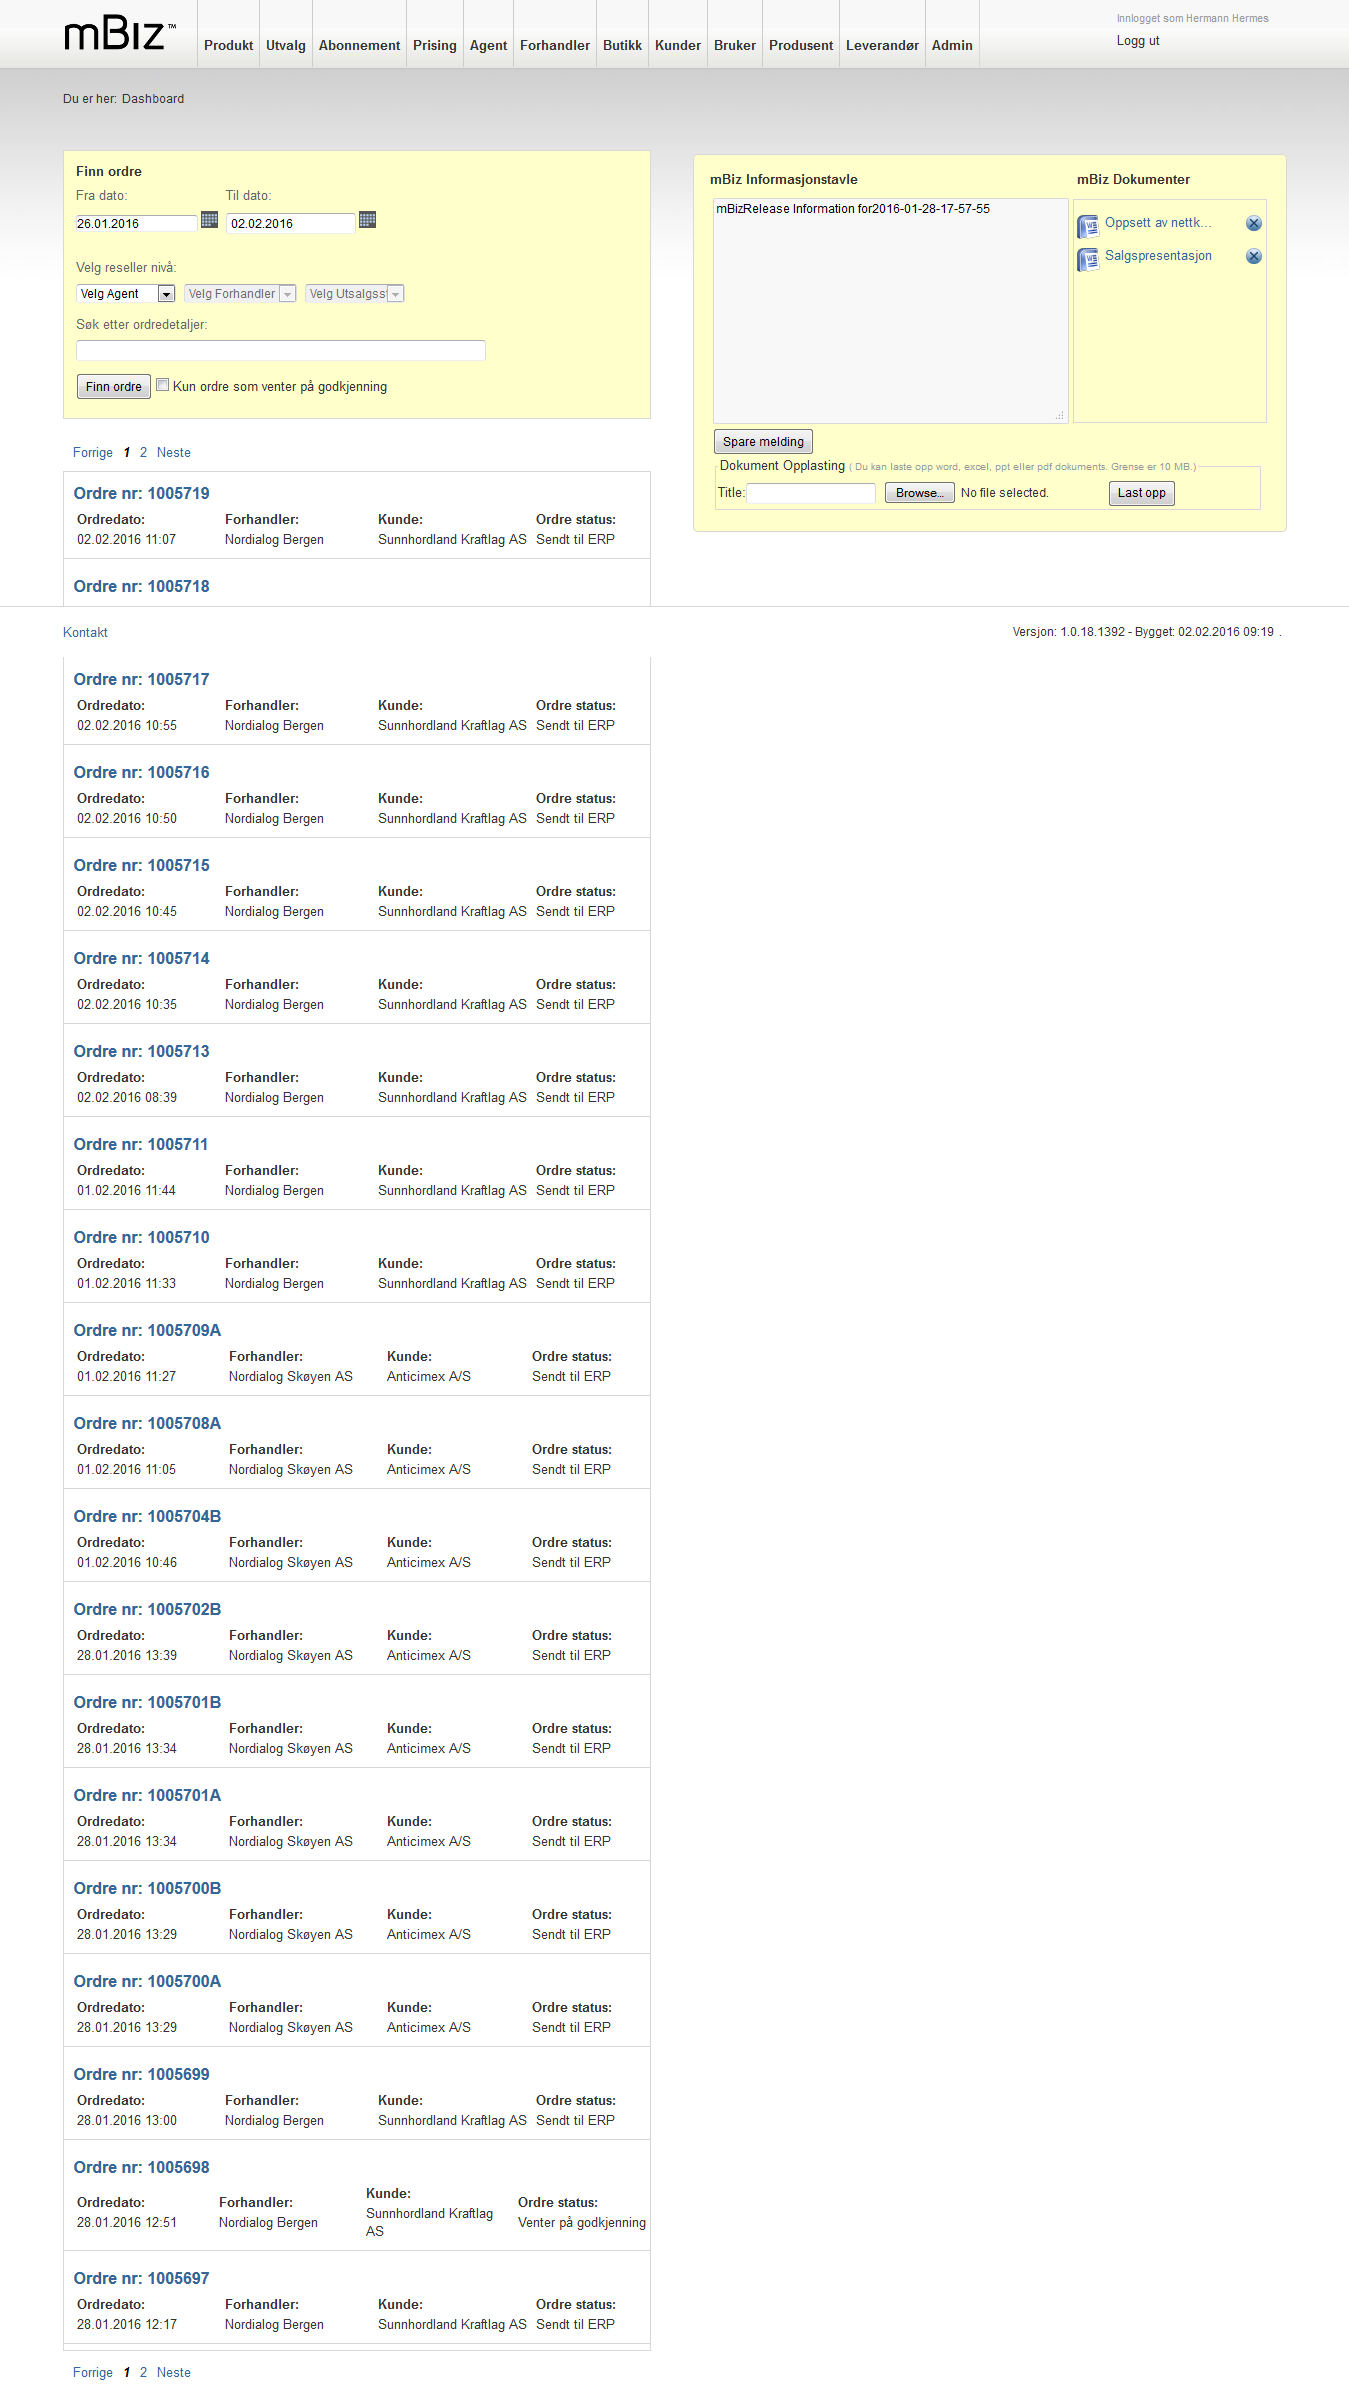 mBiz™
Produkt Utvalg Abonnement Prising Agent Forhandler Butikk Kunder Bruker Produsent Leverandør Admin
Innlogget som Hermann Hermes
Logg ut
Du er her: Dashboard
Finn ordre
Fra dato: Til dato:
26.01.2016 02.02.2016
Velg reseller nivå:
Velg Agent Velg Forhandler Velg Utsalgss
Søk etter ordredetaljer:
Finn ordre Kun ordre som venter på godkjenning
mBiz Informasjonstavle mBiz Dokumenter
mBizRelease Information for2016-01-28-17-57-55
Oppsett av nettk...
Salgspresentasjon
Spare melding
Dokument Opplasting ( Du kan laste opp word, excel, ppt eller pdf dokuments. Grense er 10 MB.)
Title: Browse... No file selected. Last opp
Forrige 1 2 Neste
Ordre nr: 1005719
Ordredato: Forhandler: Kunde: Ordre status:
02.02.2016 11:07 Nordialog Bergen Sunnhordland Kraftlag AS Sendt til ERP
Ordre nr: 1005718
Kontakt Versjon: 1.0.18.1392 - Bygget: 02.02.2016 09:19 .
Ordre nr: 1005717
Ordredato: Forhandler: Kunde: Ordre status:
02.02.2016 10:55 Nordialog Bergen Sunnhordland Kraftlag AS Sendt til ERP
Ordre nr: 1005716
Ordredato: Forhandler: Kunde: Ordre status:
02.02.2016 10:50 Nordialog Bergen Sunnhordland Kraftlag AS Sendt til ERP
Ordre nr: 1005715
Ordredato: Forhandler: Kunde: Ordre status:
02.02.2016 10:45 Nordialog Bergen Sunnhordland Kraftlag AS Sendt til ERP
Ordre nr: 1005714
Ordredato: Forhandler: Kunde: Ordre status:
02.02.2016 10:35 Nordialog Bergen Sunnhordland Kraftlag AS Sendt til ERP
Ordre nr: 1005713
Ordredato: Forhandler: Kunde: Ordre status:
02.02.2016 08:39 Nordialog Bergen Sunnhordland Kraftlag AS Sendt til ERP
Ordre nr: 1005711
Ordredato: Forhandler: Kunde: Ordre status:
01.02.2016 11:44 Nordialog Bergen Sunnhordland Kraftlag AS Sendt til ERP
Ordre nr: 1005710
Ordredato: Forhandler: Kunde: Ordre status:
01.02.2016 11:33 Nordialog Bergen Sunnhordland Kraftlag AS Sendt til ERP
Ordre nr: 1005709A
Ordredato: Forhandler: Kunde: Ordre status:
01.02.2016 11:27 Nordialog Skøyen AS Anticimex A/S Sendt til ERP
Ordre nr: 1005708A
Ordredato: Forhandler: Kunde: Ordre status:
01.02.2016 11:05 Nordialog Skøyen AS Anticimex A/S Sendt til ERP
Ordre nr: 1005704B
Ordredato: Forhandler: Kunde: Ordre status:
01.02.2016 10:46 Nordialog Skøyen AS Anticimex A/S Sendt til ERP
Ordre nr: 1005702B
Ordredato: Forhandler: Kunde: Ordre status:
28.01.2016 13:39 Nordialog Skøyen AS Anticimex A/S Sendt til ERP
Ordre nr: 1005701B
Ordredato: Forhandler: Kunde: Ordre status:
28.01.2016 13:34 Nordialog Skøyen AS Anticimex A/S Sendt til ERP
Ordre nr: 1005701A
Ordredato: Forhandler: Kunde: Ordre status:
28.01.2016 13:34 Nordialog Skøyen AS Anticimex A/S Sendt til ERP
Ordre nr: 1005700B
Ordredato: Forhandler: Kunde: Ordre status:
28.01.2016 13:29 Nordialog Skøyen AS Anticimex A/S Sendt til ERP
Ordre nr: 1005700A
Ordredato: Forhandler: Kunde: Ordre status:
28.01.2016 13:29 Nordialog Skøyen AS Anticimex A/S Sendt til ERP
Ordre nr: 1005699
Ordredato: Forhandler: Kunde: Ordre status:
28.01.2016 13:00 Nordialog Bergen Sunnhordland Kraftlag AS Sendt til ERP
Ordre nr: 1005698
Ordredato: Forhandler: Kunde: Ordre status:
28.01.2016 12:51 Nordialog Bergen Sunnhordland Kraftlag AS Venter på godkjenning
Ordre nr: 1005697
Ordredato: Forhandler: Kunde: Ordre status:
28.01.2016 12:17 Nordialog Bergen Sunnhordland Kraftlag AS Sendt til ERP
Forrige 1 2 Neste